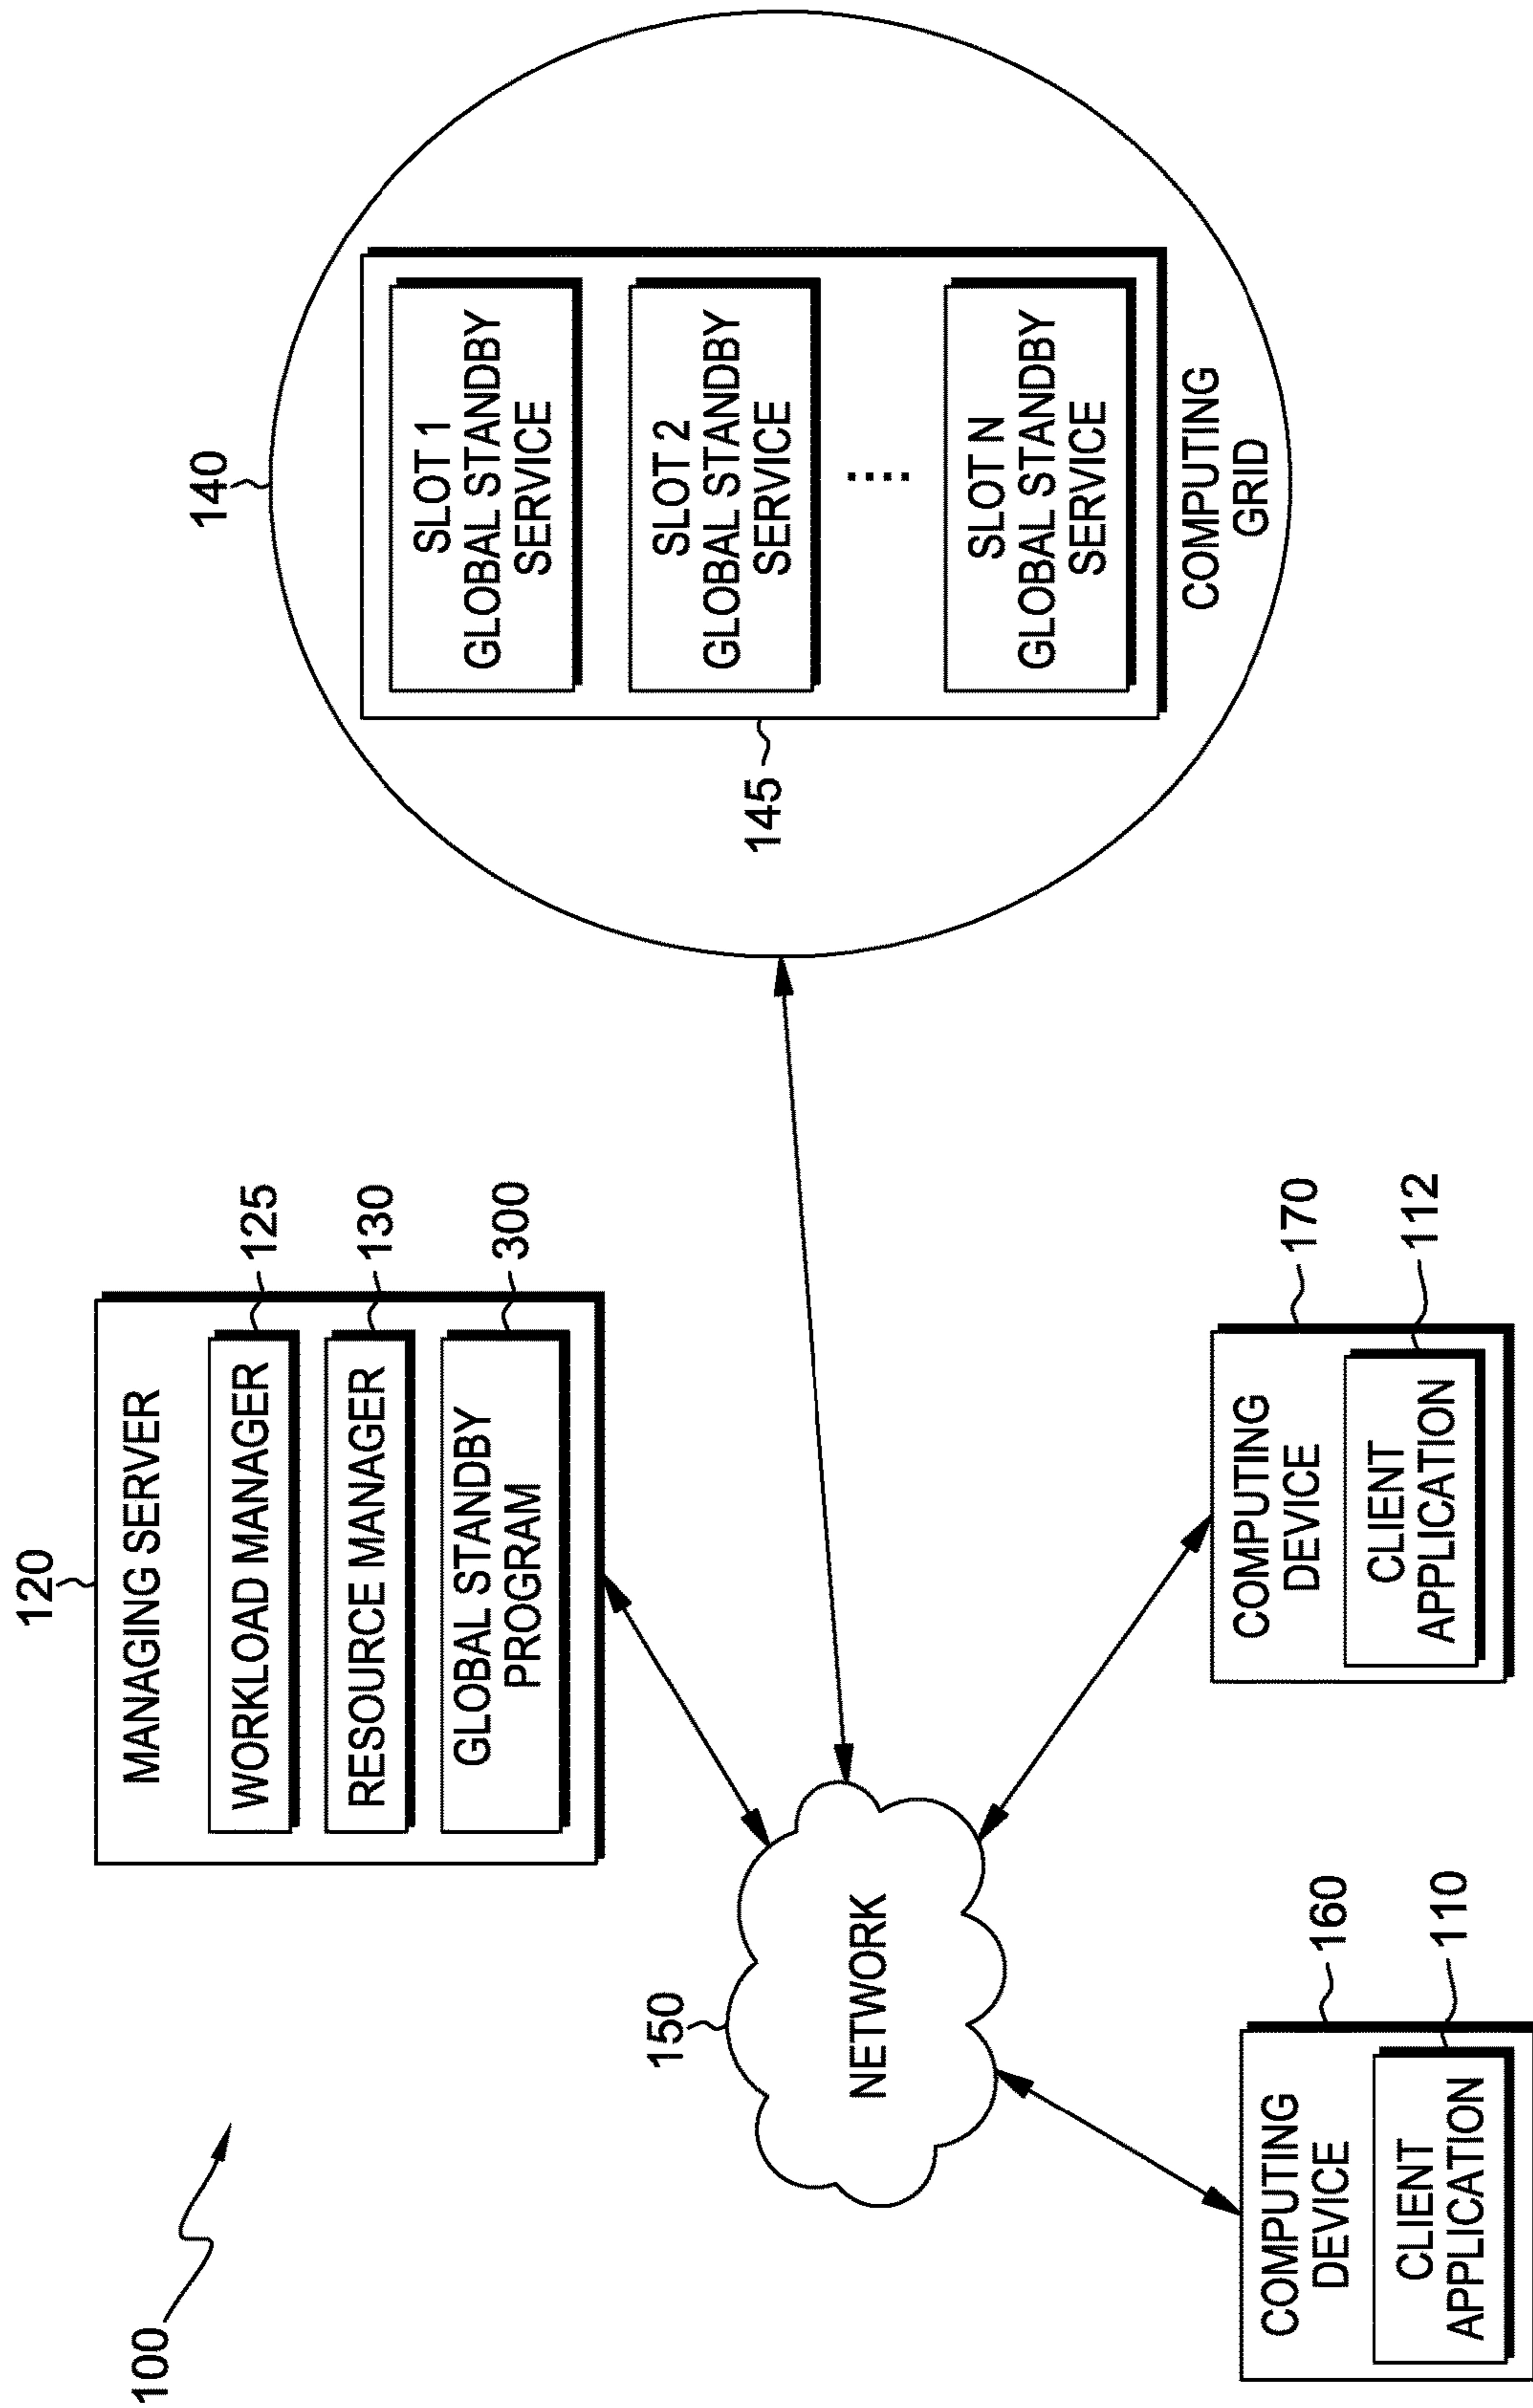 100
120
MANAGING SERVER
WORKLOAD MANAGER
125
RESOURCE MANAGER
130
GLOBAL STANDBY
PROGRAM
300
140
SLOT 1
GLOBAL STANDBY
SERVICE
SLOT 2
GLOBAL STANDBY
SERVICE
....
SLOT N
GLOBAL STANDBY
SERVICE
145
COMPUTING
GRID
150
NETWORK
160
COMPUTING
DEVICE
CLIENT
APPLICATION
110
170
COMPUTING
DEVICE
CLIENT
APPLICATION
112